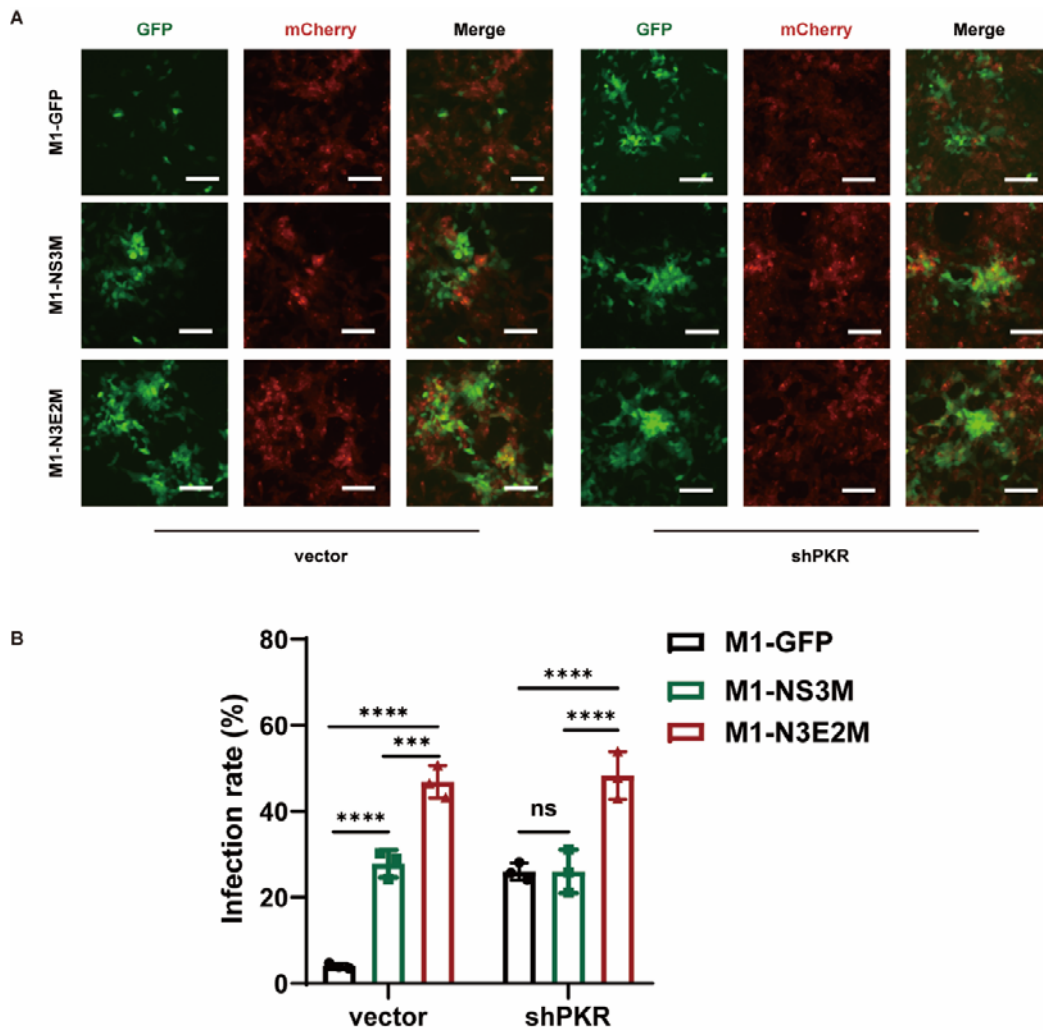 A
GFP mCherry Merge GFP mCherry Merge
M1-GFP
M1-NS3M
M1-N3E2M
vector shPKR
B
Infection rate (%)
80
60
40
20
0
**** *** **** **** **** ns
vector shPKR
M1-GFP
M1-NS3M
M1-N3E2M